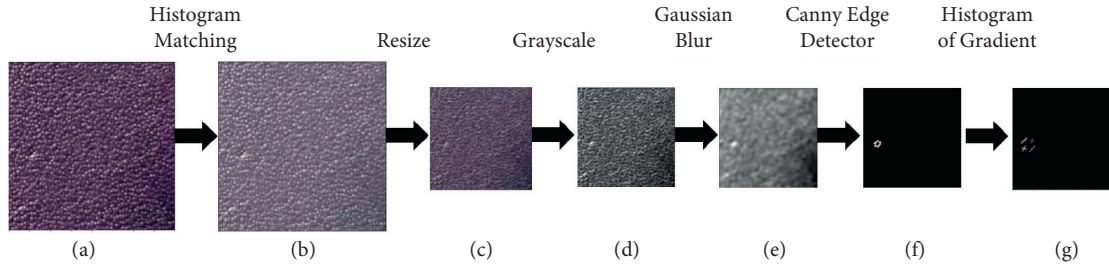 Histogram
Matching
Resize
Grayscale
Gaussian
Blur
Canny Edge
Detector
Histogram
of Gradient
(a)
(b)
(c)
(d)
(e)
(f)
(g)